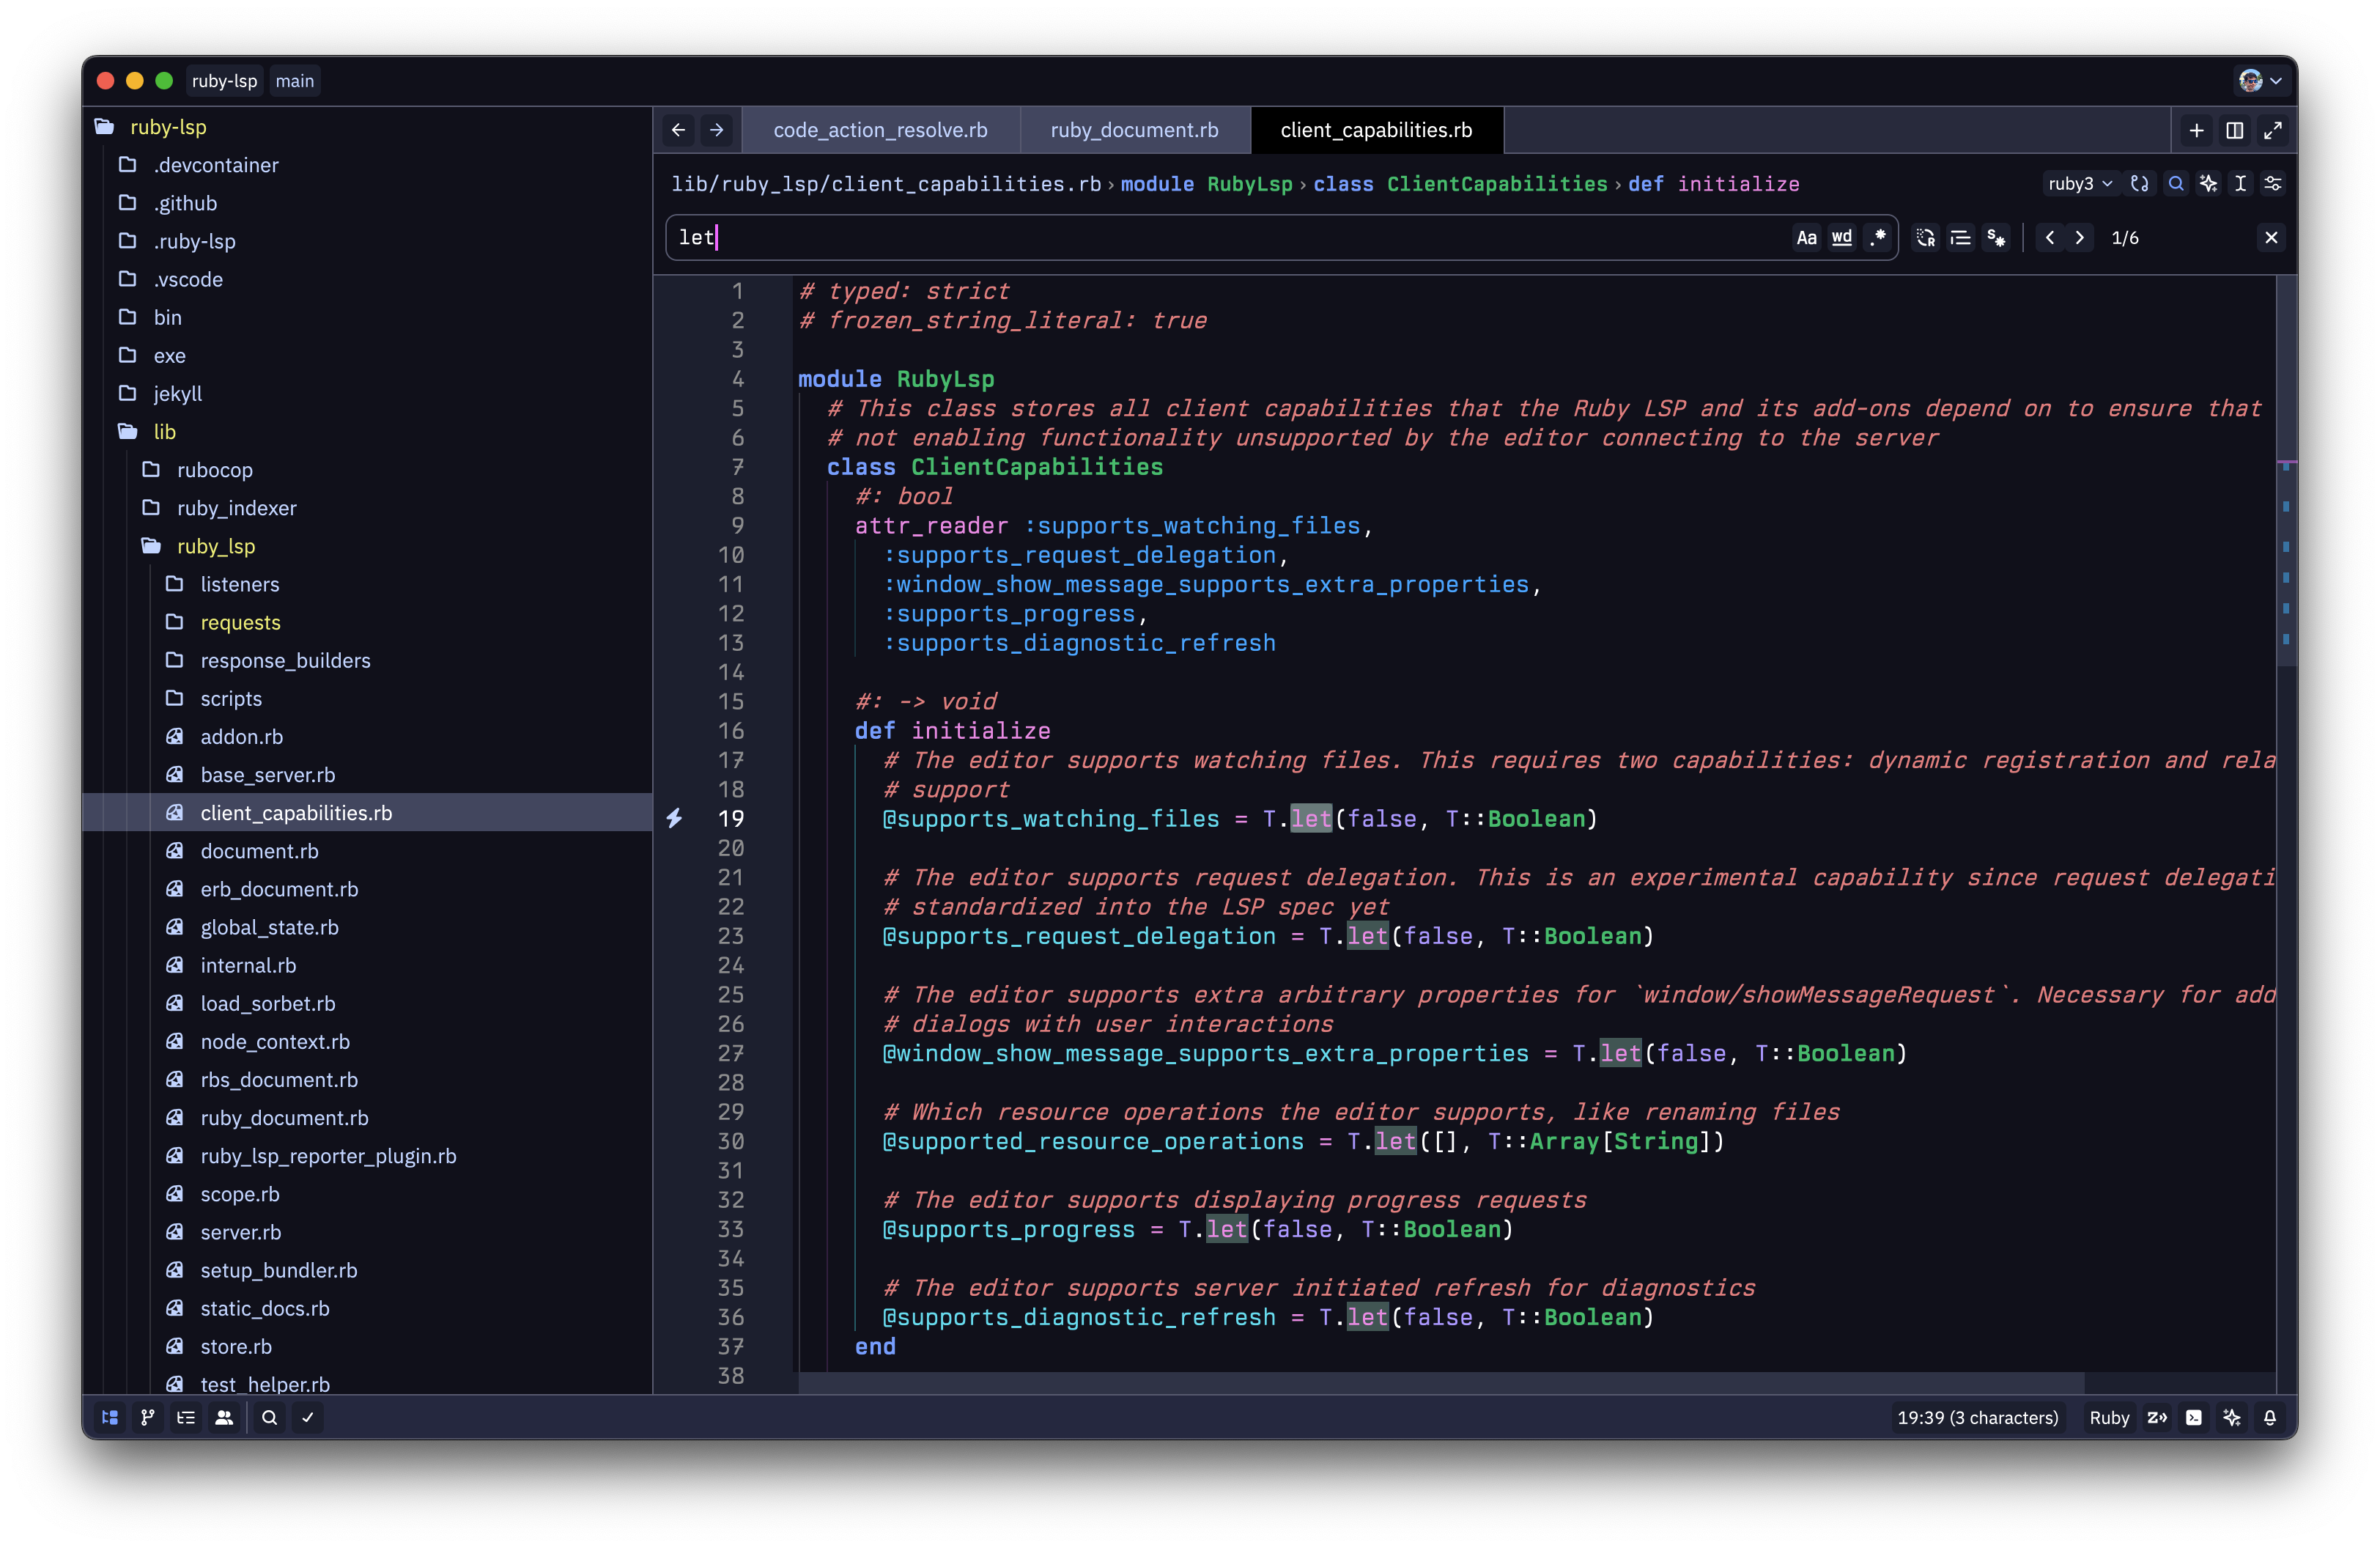 ruby-lsp main
ruby-lsp
.devcontainer
.github
.ruby-lsp
.vscode
bin
exe
jekyll
lib
rubocop
ruby_indexer
ruby_lsp
listeners
requests
response_builders
scripts
addon.rb
base_server.rb
client_capabilities.rb
document.rb
erb_document.rb
global_state.rb
internal.rb
load_sorbet.rb
node_context.rb
rbs_document.rb
ruby_document.rb
ruby_lsp_reporter_plugin.rb
scope.rb
server.rb
setup_bundler.rb
static_docs.rb
store.rb
test_helper.rb
code_action_resolve.rb ruby_document.rb client_capabilities.rb
lib/ruby_lsp/client_capabilities.rb › module RubyLsp › class ClientCapabilities › def initialize ruby3
let Aa wd .* 1/6
1 # typed: strict
2 # frozen_string_literal: true
3
4 module RubyLsp
5 # This class stores all client capabilities that the Ruby LSP and its add-ons depend on to ensure that
6 # not enabling functionality unsupported by the editor connecting to the server
7 class ClientCapabilities
8 #: bool
9 attr_reader :supports_watching_files,
10 :supports_request_delegation,
11 :window_show_message_supports_extra_properties,
12 :supports_progress,
13 :supports_diagnostic_refresh
14
15 #: -> void
16 def initialize
17 # The editor supports watching files. This requires two capabilities: dynamic registration and rela
18 # support
19 @supports_watching_files = T.let(false, T::Boolean)
20
21 # The editor supports request delegation. This is an experimental capability since request delegati
22 # standardized into the LSP spec yet
23 @supports_request_delegation = T.let(false, T::Boolean)
24
25 # The editor supports extra arbitrary properties for `window/showMessageRequest`. Necessary for add
26 # dialogs with user interactions
27 @window_show_message_supports_extra_properties = T.let(false, T::Boolean)
28
29 # Which resource operations the editor supports, like renaming files
30 @supported_resource_operations = T.let([], T::Array[String])
31
32 # The editor supports displaying progress requests
33 @supports_progress = T.let(false, T::Boolean)
34
35 # The editor supports server initiated refresh for diagnostics
36 @supports_diagnostic_refresh = T.let(false, T::Boolean)
37 end
38
19:39 (3 characters) Ruby